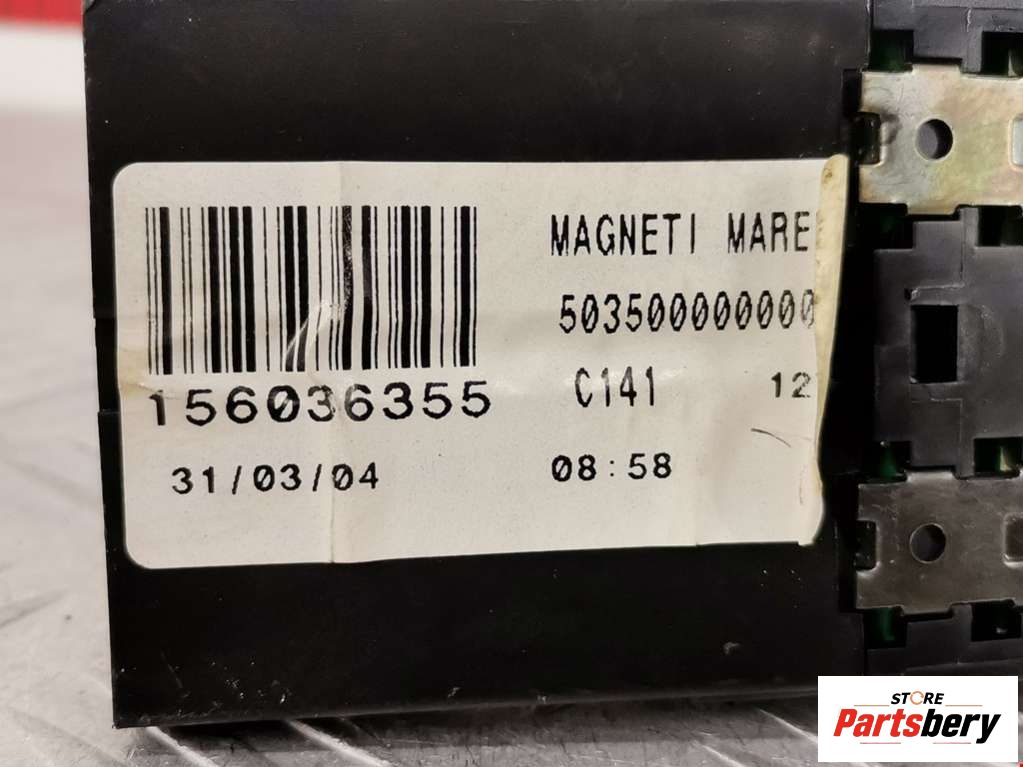 MAGNETI MARE
503500000000
156036355
C141 12
31/03/04 08:58
STORE
Partsbery